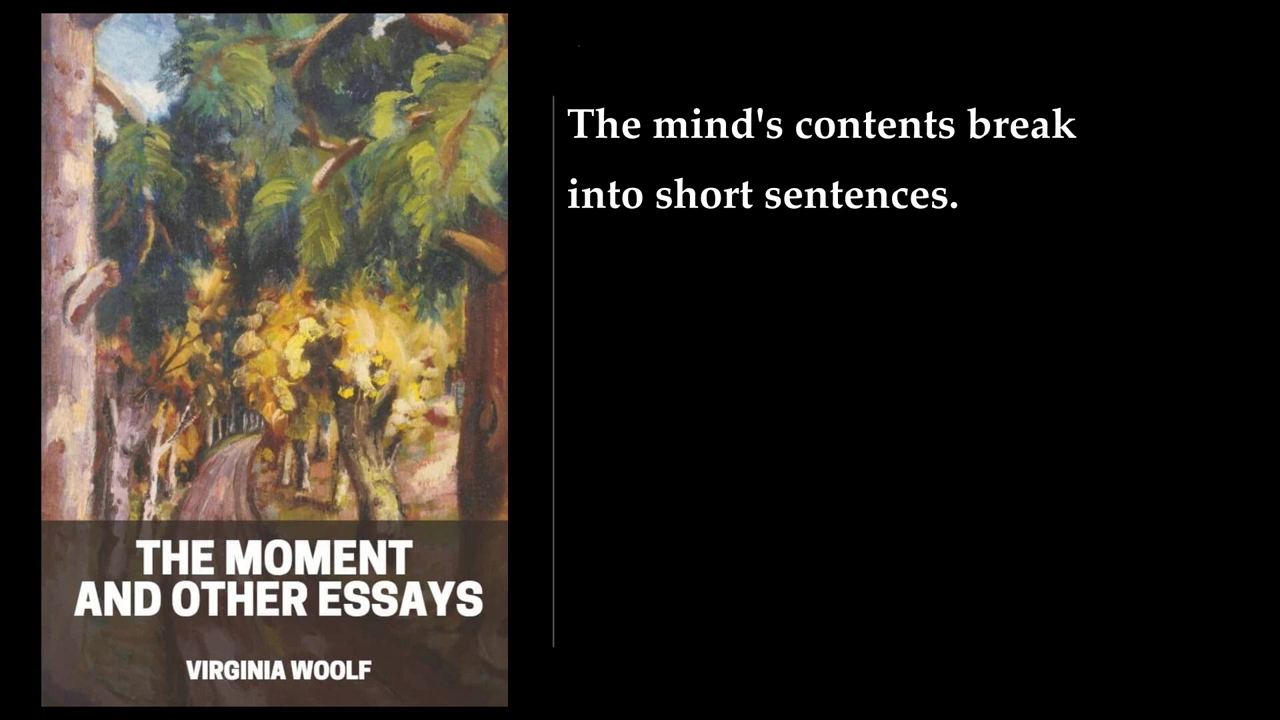 The mind's contents break
into short sentences.
THE MOMENT
AND OTHER ESSAYS
VIRGINIA WOOLF